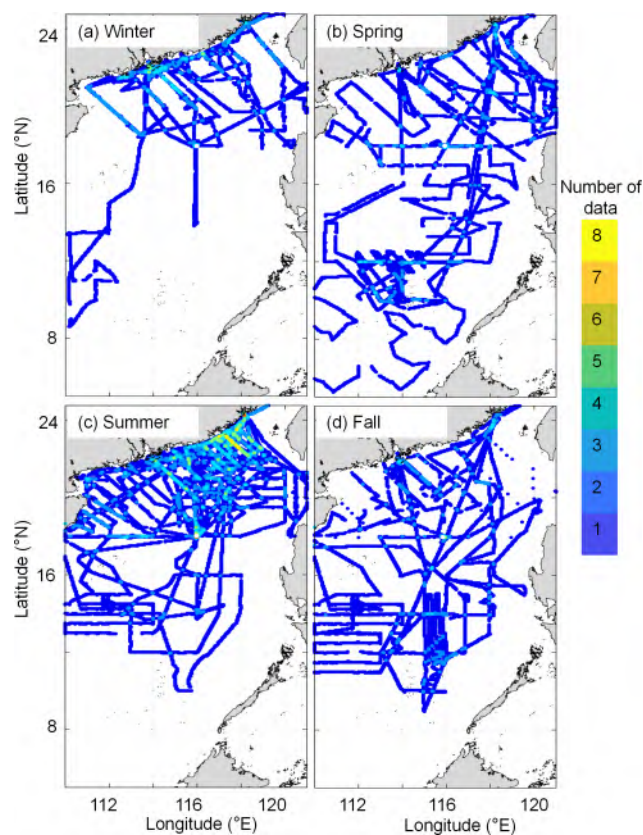 24
(a) Winter
(b) Spring
Latitude (°N)
16
8
Number of
data
8
7
6
5
4
3
2
1
24
(c) Summer
(d) Fall
Latitude (°N)
16
8
112
116
120
112
116
120
Longitude (°E)
Longitude (°E)